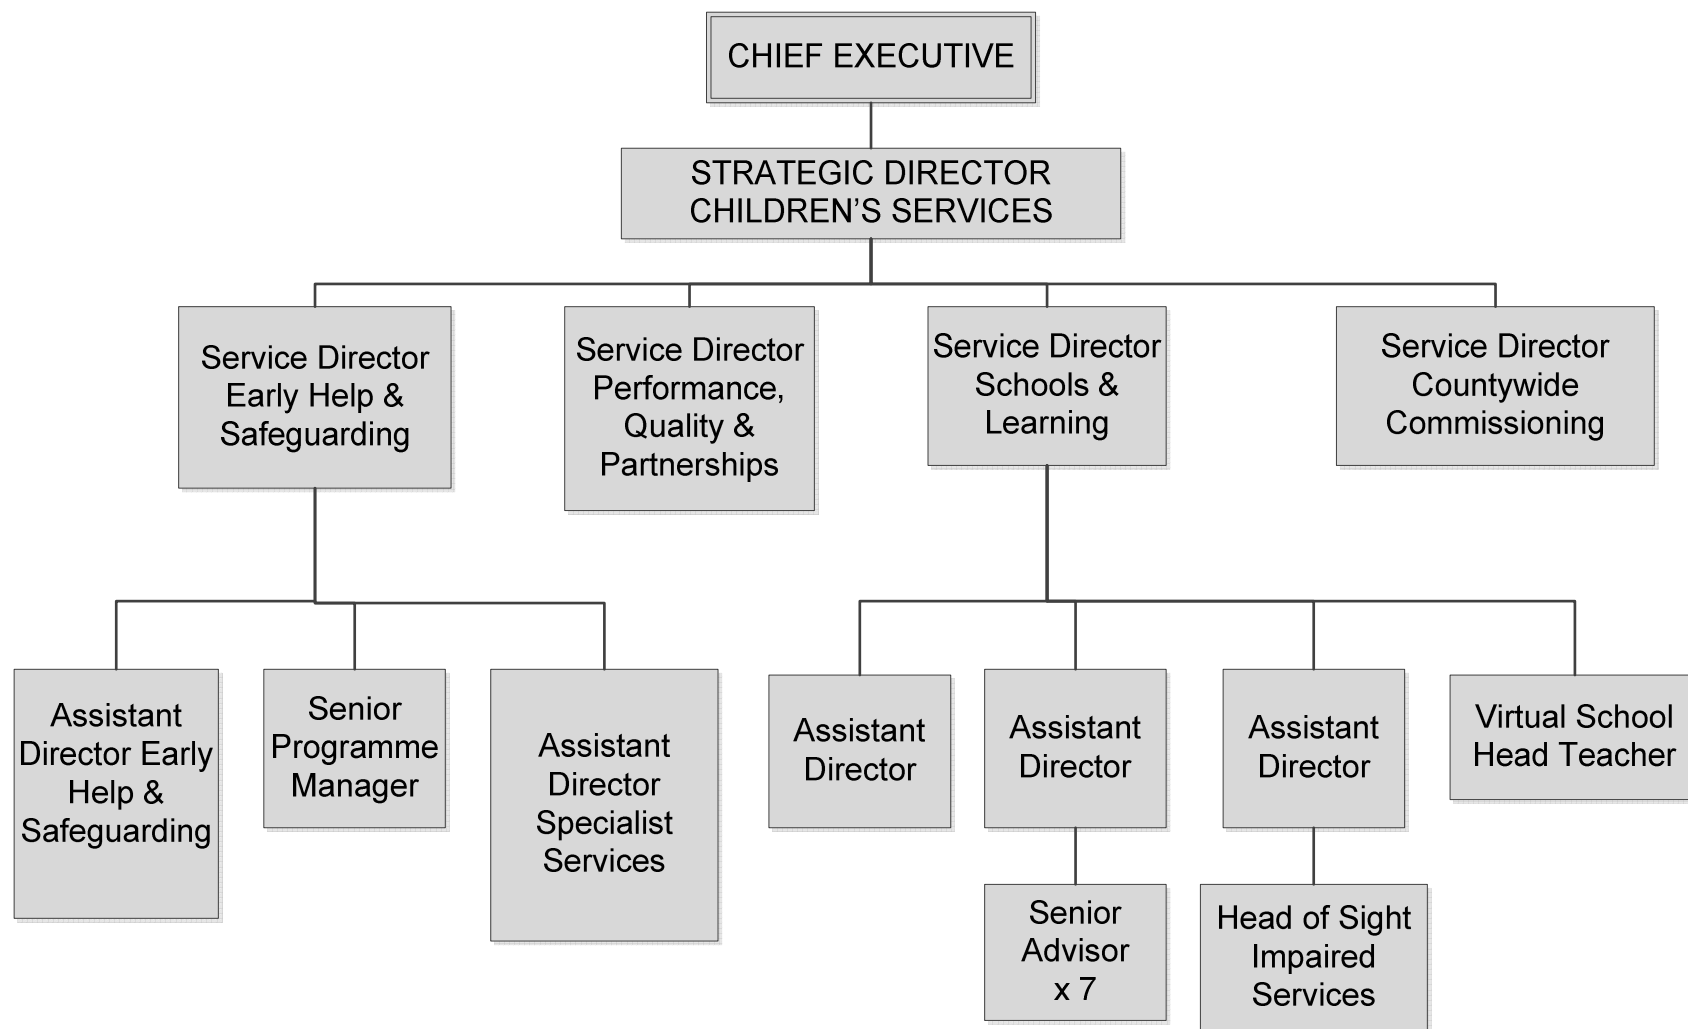 CHIEF EXECUTIVE
STRATEGIC DIRECTOR
CHILDREN’S SERVICES
Service Director
Early Help &
Safeguarding
Service Director
Performance,
Quality &
Partnerships
Service Director
Schools &
Learning
Service Director
Countywide
Commissioning
Assistant
Director Early
Help &
Safeguarding
Senior
Programme
Manager
Assistant
Director
Specialist
Services
Assistant
Director
Assistant
Director
Assistant
Director
Virtual School
Head Teacher
Senior
Advisor
x 7
Head of Sight
Impaired
Services